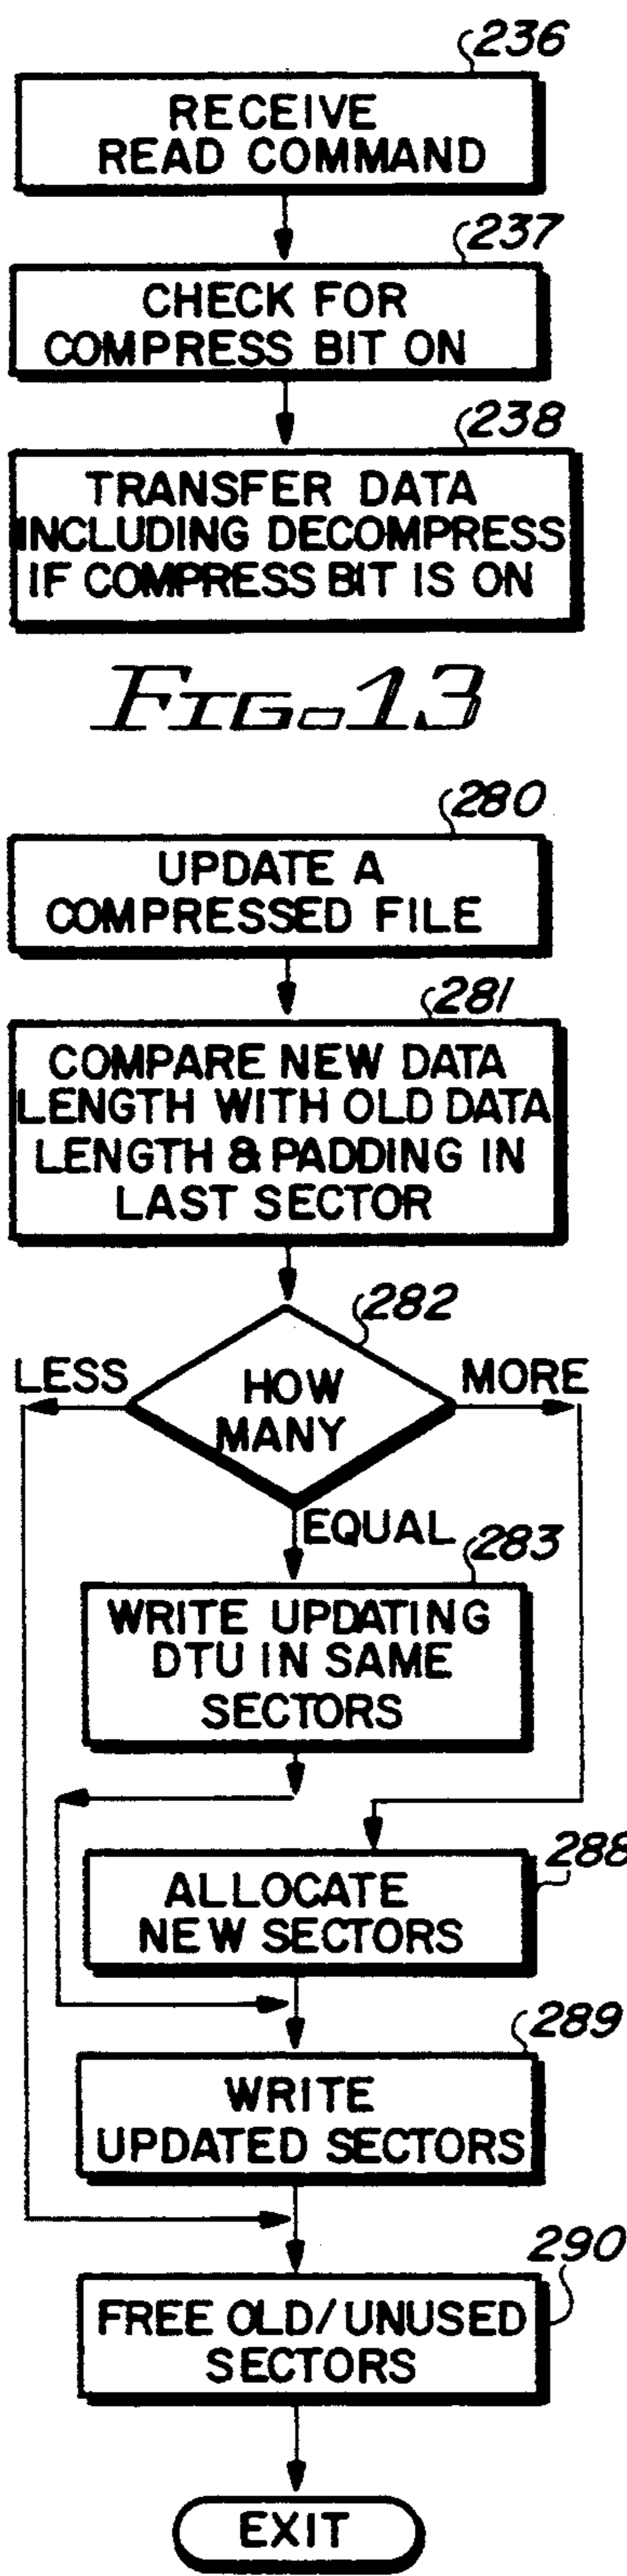 236
RECEIVE
READ COMMAND
237
CHECK FOR
COMPRESS BIT ON
238
TRANSFER DATA
INCLUDING DECOMPRESS
IF COMPRESS BIT IS ON
FIG. 13
280
UPDATE A
COMPRESSED FILE
281
COMPARE NEW DATA
LENGTH WITH OLD DATA
LENGTH & PADDING IN
LAST SECTOR
282
LESS
HOW
MANY
MORE
EQUAL
283
WRITE UPDATING
DTU IN SAME
SECTORS
288
ALLOCATE
NEW SECTORS
289
WRITE
UPDATED SECTORS
290
FREE OLD/UNUSED
SECTORS
EXIT